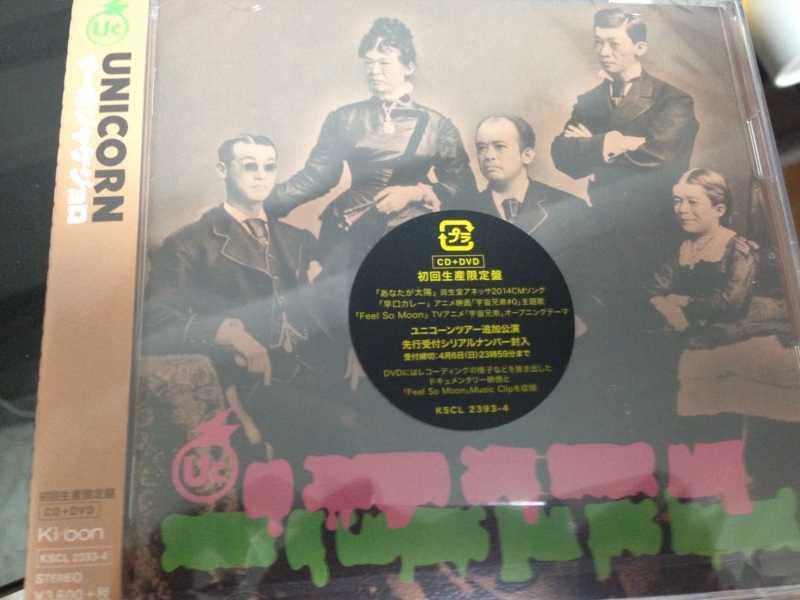 Uc
UNICORN
イーガジャケジョロ
初回生産限定盤
CD+DVD
Ki/oon
KSCL 2393-4
STEREO
¥3,600+税
プラ
CD+DVD
初回生産限定盤
「あなたが太陽」資生堂アネッサ2014CMソング
「早口カレー」アニメ映画「宇宙兄弟#0」主題歌
「Feel So Moon」TVアニメ「宇宙兄弟」オープニングテーマ
ユニコーンツアー追加公演
先行受付シリアルナンバー封入
受付締切:4月6日(日)23時59分まで
DVDにはレコーディングの様子などを抜き出した
ドキュメンタリー映像と
「Feel So Moon」Music Clipを収録
KSCL 2393-4
Uc